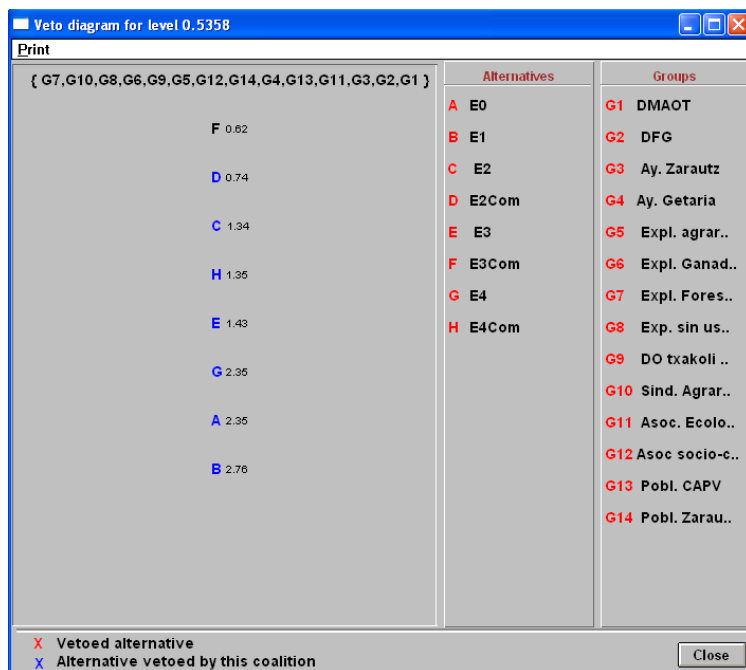 Veto diagram for level 0.5358
Print
{ G7,G10,G8,G6,G9,G5,G12,G14,G4,G13,G11,G3,G2,G1 }
F 0.62
D 0.74
C 1.34
H 1.35
E 1.43
G 2.35
A 2.35
B 2.76
Alternatives
A E0
B E1
C E2
D E2Com
E E3
F E3Com
G E4
H E4Com
Groups
G1 DMAOT
G2 DFG
G3 Ay. Zarautz
G4 Ay. Getaria
G5 Expl. agrar..
G6 Expl. Ganad..
G7 Expl. Fores..
G8 Exp. sin us..
G9 DO txakoli ..
G10 Sind. Agrar..
G11 Asoc. Ecolo..
G12 Asoc socio-c..
G13 Pobl. CAPV
G14 Pobl. Zarau..
X Vetoed alternative
X Alternative vetoed by this coalition
Close